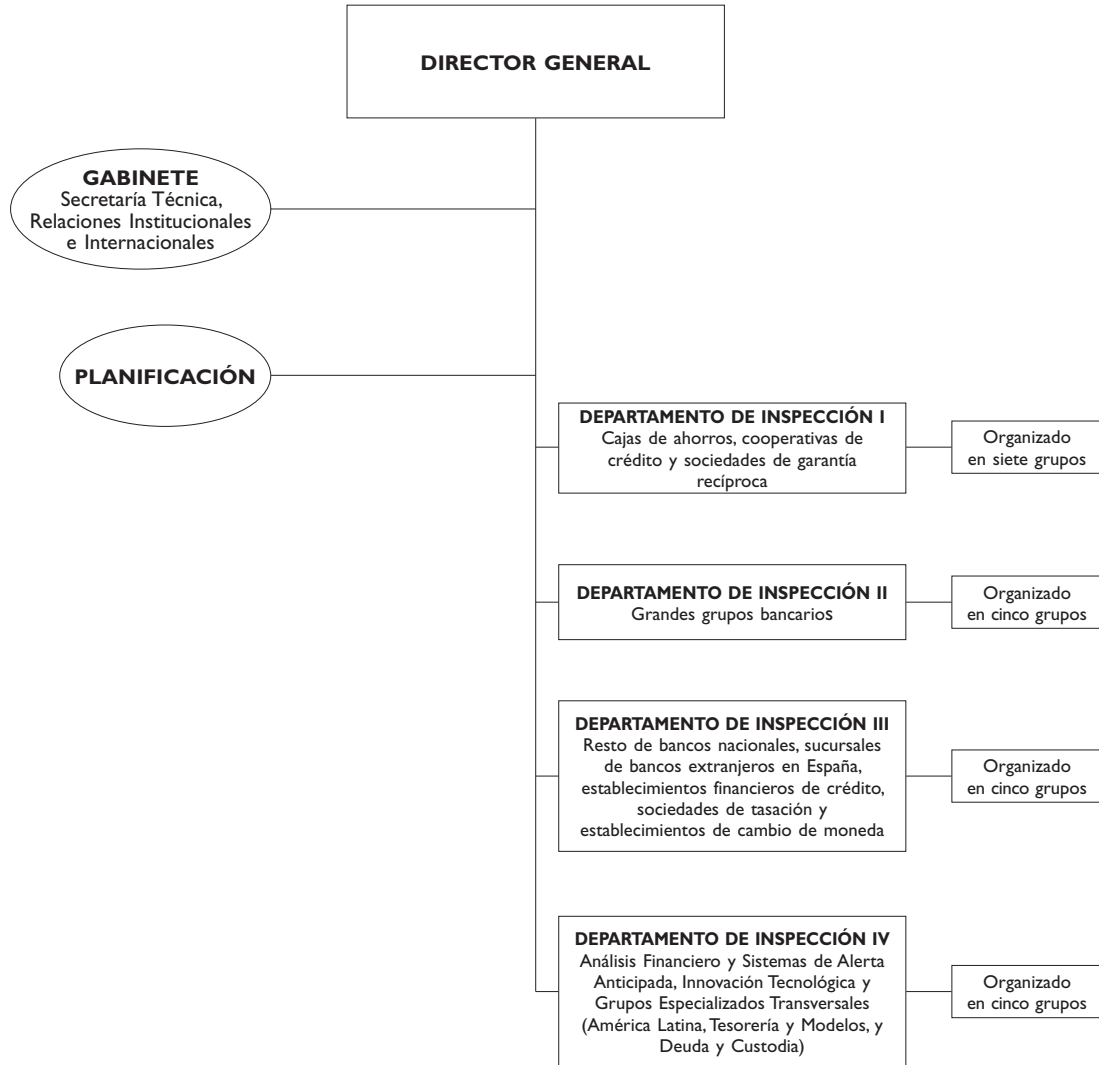 DIRECTOR GENERAL
GABINETE
Secretaría Técnica,
Relaciones Institucionales
e Internacionales
PLANIFICACIÓN
DEPARTAMENTO DE INSPECCIÓN I
Cajas de ahorros, cooperativas de
crédito y sociedades de garantía
recíproca
Organizado
en siete grupos
DEPARTAMENTO DE INSPECCIÓN II
Grandes grupos bancarios
Organizado
en cinco grupos
DEPARTAMENTO DE INSPECCIÓN III
Resto de bancos nacionales, sucursales
de bancos extranjeros en España,
establecimientos financieros de crédito,
sociedades de tasación y
establecimientos de cambio de moneda
Organizado
en cinco grupos
DEPARTAMENTO DE INSPECCIÓN IV
Análisis Financiero y Sistemas de Alerta
Anticipada, Innovación Tecnológica y
Grupos Especializados Transversales
(América Latina, Tesorería y Modelos, y
Deuda y Custodia)
Organizado
en cinco grupos